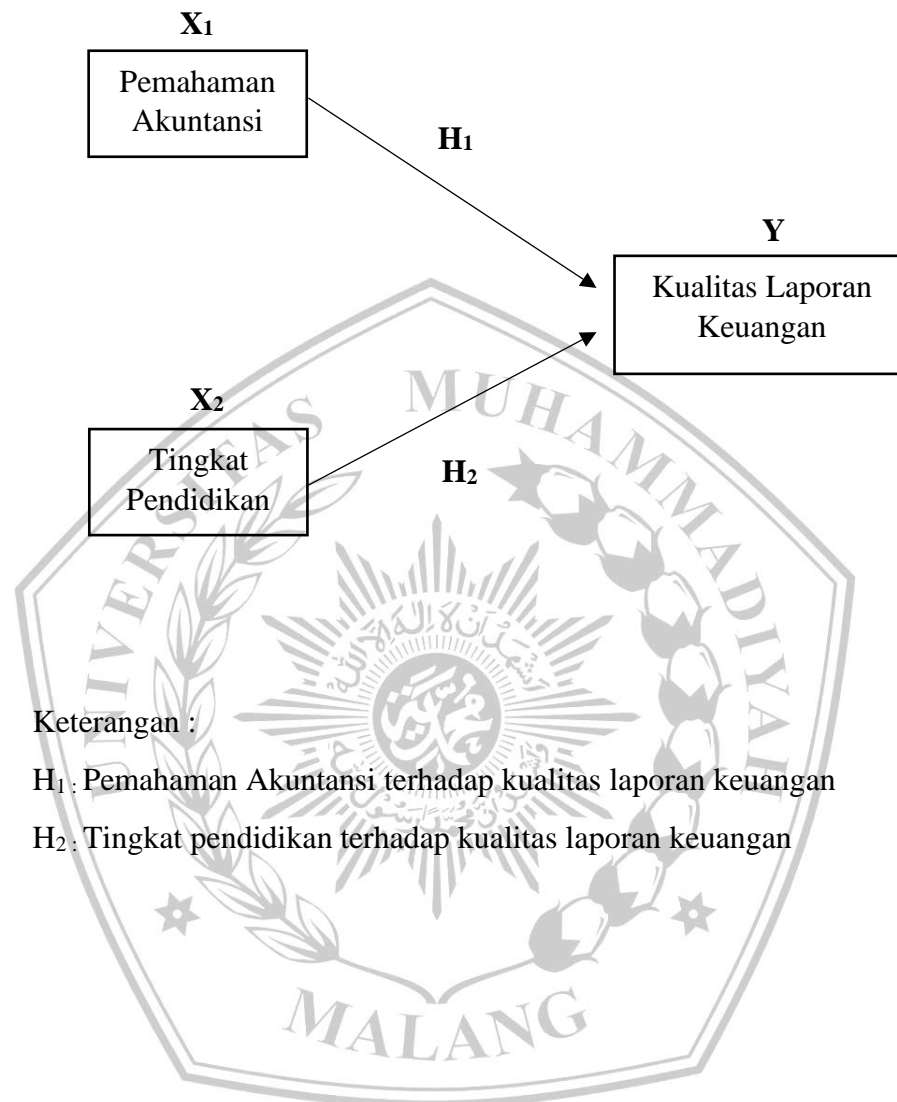 X1
Pemahaman
Akuntansi
H1
Y
Kualitas Laporan
Keuangan
X2
Tingkat
Pendidikan
H2
UNIVERSITAS MUHAMMADIYAH
Keterangan :
H1 : Pemahaman Akuntansi terhadap kualitas laporan keuangan
H2 : Tingkat pendidikan terhadap kualitas laporan keuangan
MALANG